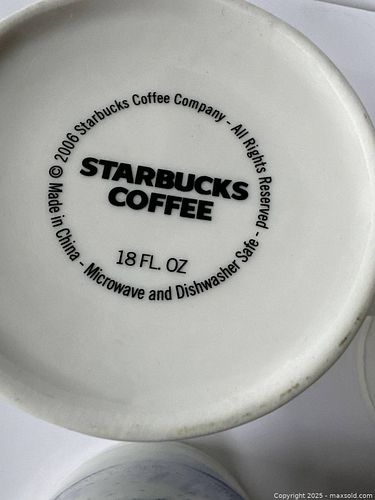 © 2006 Starbucks Coffee Company - All Rights Reserved -
Made in China - Microwave and Dishwasher Safe -
STARBUCKS
COFFEE
18 FL. OZ
Copyright 2025 - maxsold.com